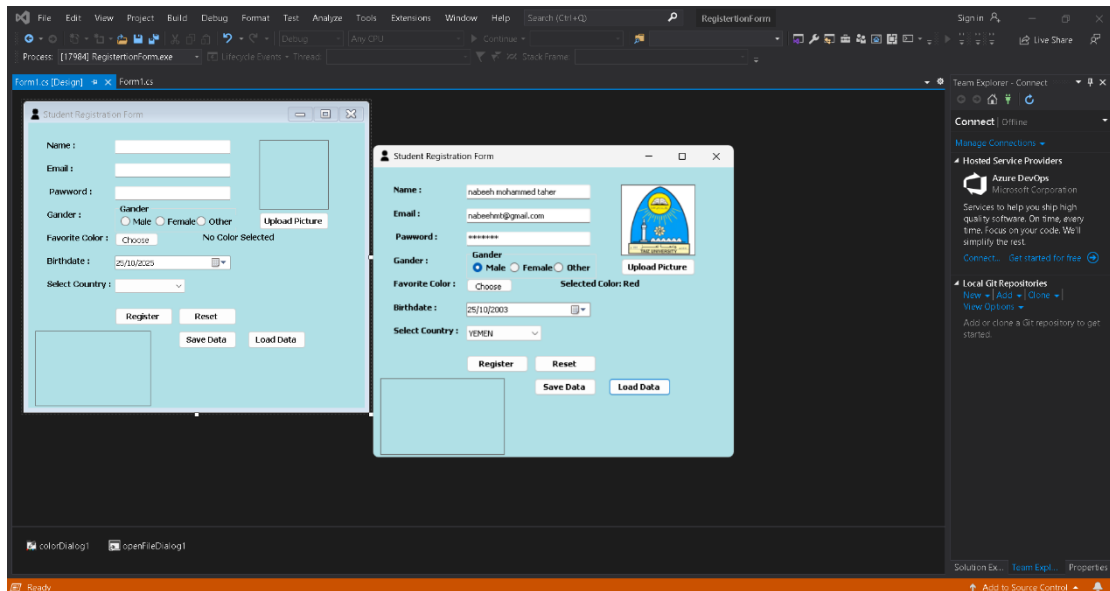 File Edit View Project Build Debug Format Test Analyze Tools Extensions Window Help Search (Ctrl+Q) RegistertionForm Sign in
Debug Any CPU Continue Live Share
Process: [17984] RegistertionForm.exe Lifecycle Events Thread: Stack Frame:
Form1.cs [Design] Form1.cs
Student Registration Form
Name :
Email :
Pawword :
Gander :
Gander
Male Female Other
Upload Picture
Favorite Color :
Choose
No Color Selected
Birthdate :
25/10/2025
Select Country :
Register Reset
Save Data Load Data
Student Registration Form
Name :
nabeeh mohammed taher
Email :
nabeehmt@gmail.com
Pawword :
*******
Gander :
Gander
Male Female Other
Upload Picture
Favorite Color :
Choose
Selected Color: Red
Birthdate :
25/10/2003
Select Country :
YEMEN
Register Reset
Save Data Load Data
colorDialog1 openFileDialog1
Team Explorer - Connect
Connect | Offline
Manage Connections
Hosted Service Providers
Azure DevOps
Microsoft Corporation
Services to help you ship high
quality software. On time, every
time. Focus on your code. We'll
simplify the rest.
Connect... Get started for free
Local Git Repositories
New Add Clone
View Options
Add or clone a Git repository to get
started.
Solution Ex... Team Expl... Properties
Ready
Add to Source Control